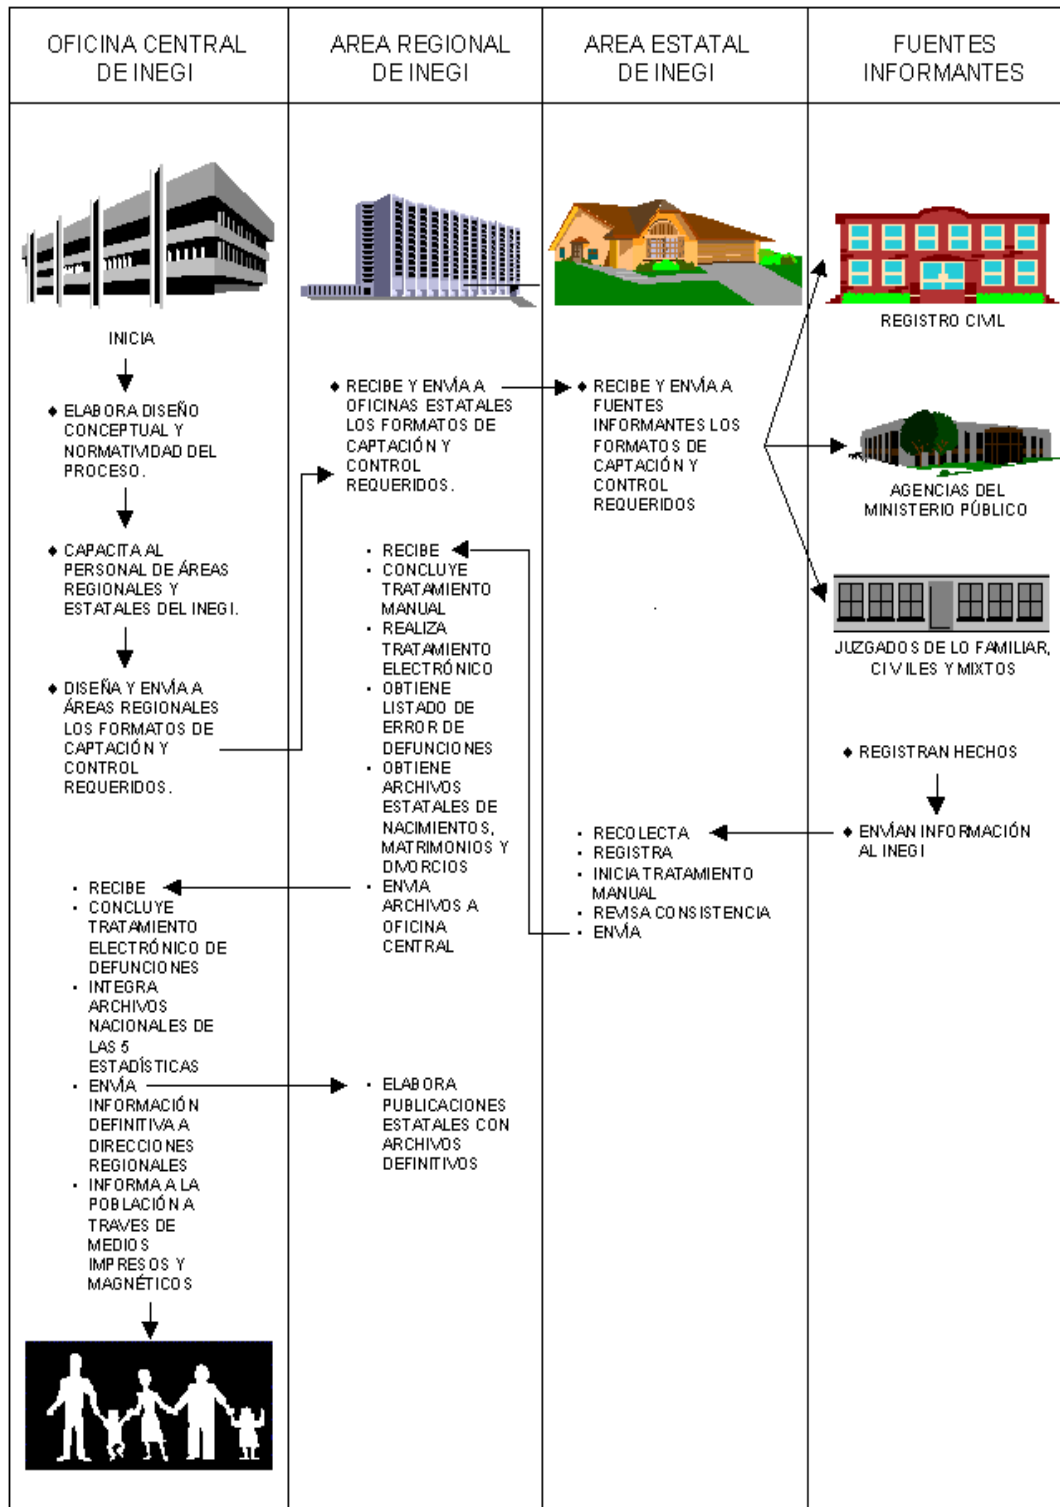 OFICINA CENTRAL
DE INEGI
AREA REGIONAL
DE INEGI
AREA ESTATAL
DE INEGI
FUENTES
INFORMANTES
INICIA
♦ ELABORA DISEÑO
CONCEPTUAL Y
NORMATIVIDAD DEL
PROCESO.
♦ CAPACITA AL
PERSONAL DE ÁREAS
REGIONALES Y
ESTATALES DEL INEGI.
♦ DISEÑA Y ENVÍA A
ÁREAS REGIONALES
LOS FORMATOS DE
CAPTACIÓN Y
CONTROL
REQUERIDOS.
♦ RECIBE Y ENVÍA A
OFICINAS ESTATALES
LOS FORMATOS DE
CAPTACIÓN Y
CONTROL
REQUERIDOS.
♦ RECIBE Y ENVÍA A
FUENTES
INFORMANTES LOS
FORMATOS DE
CAPTACIÓN Y
CONTROL
REQUERIDOS
REGISTRO CIVIL
AGENCIAS DEL
MINISTERIO PÚBLICO
JUZGADOS DE LO FAMILIAR,
CIVILES Y MIXTOS
♦ REGISTRAN HECHOS
♦ ENVÍAN INFORMACIÓN
AL INEGI
· RECOLECTA
· REGISTRA
· INICIA TRATAMIENTO
MANUAL
· REVISA CONSISTENCIA
· ENVÍA
· RECIBE
· CONCLUYE
TRATAMIENTO
MANUAL
· REALIZA
TRATAMIENTO
ELECTRÓNICO
· OBTIENE
LISTADO DE
ERROR DE
DEFUNCIONES
· OBTIENE
ARCHIVOS
ESTATALES DE
NACIMIENTOS,
MATRIMONIOS Y
DIVORCIOS
· ENVIA
ARCHIVOS A
OFICINA
CENTRAL
· RECIBE
· CONCLUYE
TRATAMIENTO
ELECTRÓNICO DE
DEFUNCIONES
· INTEGRA
ARCHIVOS
NACIONALES DE
LAS 5
ESTADÍSTICAS
· ENVÍA
INFORMACIÓN
DEFINITIVA A
DIRECCIONES
REGIONALES
· INFORMA A LA
POBLACIÓN A
TRAVES DE
MEDIOS
IMPRESOS Y
MAGNÉTICOS
· ELABORA
PUBLICACIONES
ESTATALES CON
ARCHIVOS
DEFINITIVOS